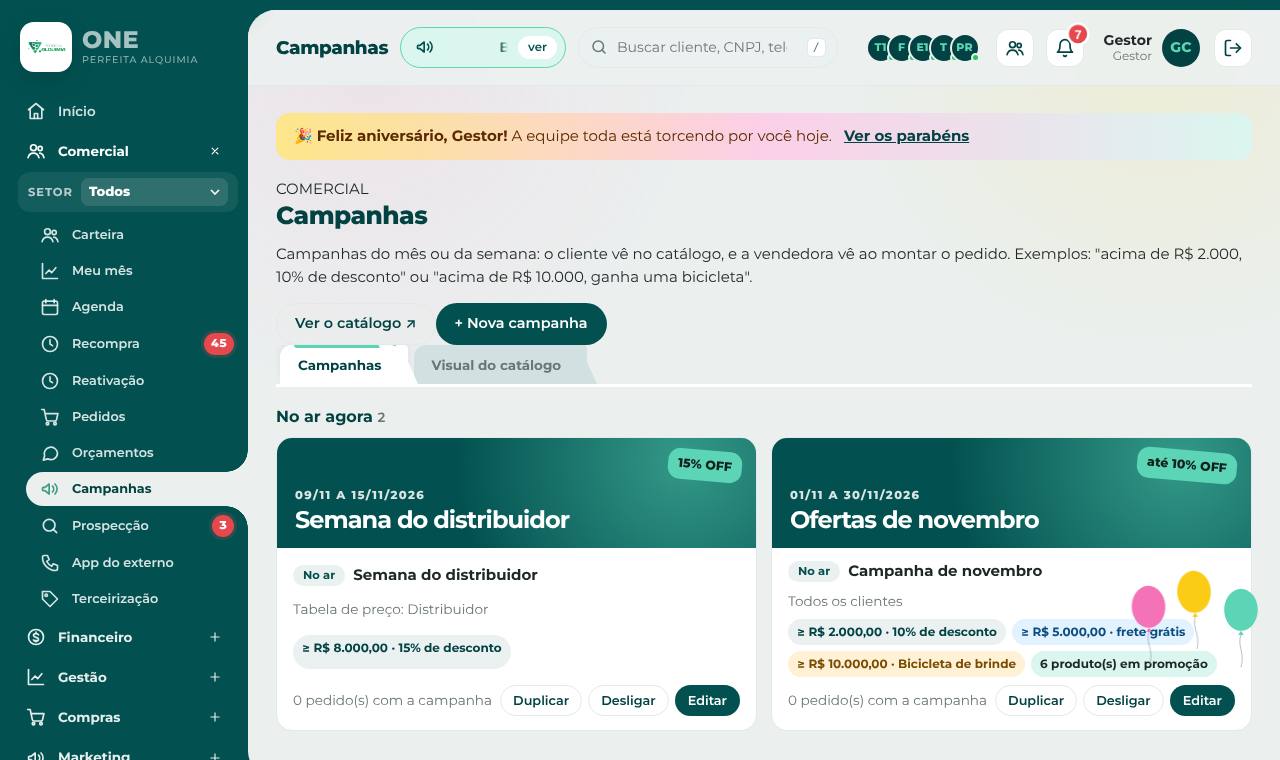 ONE
PERFEITA ALQUIMIA
Início
Comercial
SETOR Todos
Carteira
Meu mês
Agenda
Recompra 45
Reativação
Pedidos
Orçamentos
Campanhas
Prospecção 3
App do externo
Terceirização
Financeiro +
Gestão +
Compras +
Marketing +
Campanhas
ver
Buscar cliente, CNPJ, tel /
T1 F E1 T PR
7
Gestor
Gestor
GC
🎉 Feliz aniversário, Gestor! A equipe toda está torcendo por você hoje. Ver os parabéns
COMERCIAL
Campanhas
Campanhas do mês ou da semana: o cliente vê no catálogo, e a vendedora vê ao montar o pedido. Exemplos: "acima de R$ 2.000,
10% de desconto" ou "acima de R$ 10.000, ganha uma bicicleta".
Ver o catálogo ↗ + Nova campanha
Campanhas Visual do catálogo
No ar agora 2
15% OFF
09/11 A 15/11/2026
Semana do distribuidor
No ar Semana do distribuidor
Tabela de preço: Distribuidor
≥ R$ 8.000,00 · 15% de desconto
0 pedido(s) com a campanha Duplicar Desligar Editar
até 10% OFF
01/11 A 30/11/2026
Ofertas de novembro
No ar Campanha de novembro
Todos os clientes
≥ R$ 2.000,00 · 10% de desconto ≥ R$ 5.000,00 · frete grátis
≥ R$ 10.000,00 · Bicicleta de brinde 6 produto(s) em promoção
0 pedido(s) com a campanha Duplicar Desligar Editar